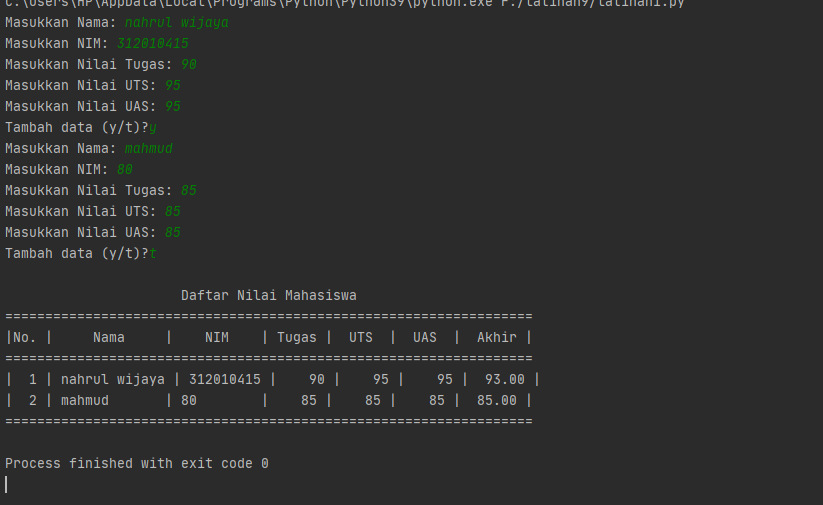 C:\Users\HP\AppData\Local\Programs\Python\Python39\python.exe F:/latihan9/latihan1.py
Masukkan Nama: nahrul wijaya
Masukkan NIM: 312010415
Masukkan Nilai Tugas: 90
Masukkan Nilai UTS: 95
Masukkan Nilai UAS: 95
Tambah data (y/t)?y
Masukkan Nama: mahmud
Masukkan NIM: 80
Masukkan Nilai Tugas: 85
Masukkan Nilai UTS: 85
Masukkan Nilai UAS: 85
Tambah data (y/t)?t
                      Daftar Nilai Mahasiswa
==================================================================
|No. |     Nama     |    NIM    | Tugas |  UTS  |  UAS  |  Akhir |
==================================================================
|  1 | nahrul wijaya | 312010415 |    90 |    95 |    95 |  93.00 |
|  2 | mahmud       | 80        |    85 |    85 |    85 |  85.00 |
==================================================================
Process finished with exit code 0